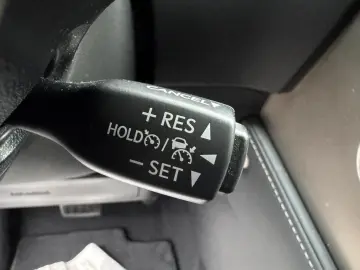 CANCEL
+ RES ▲
HOLD / ◀
− SET ▼